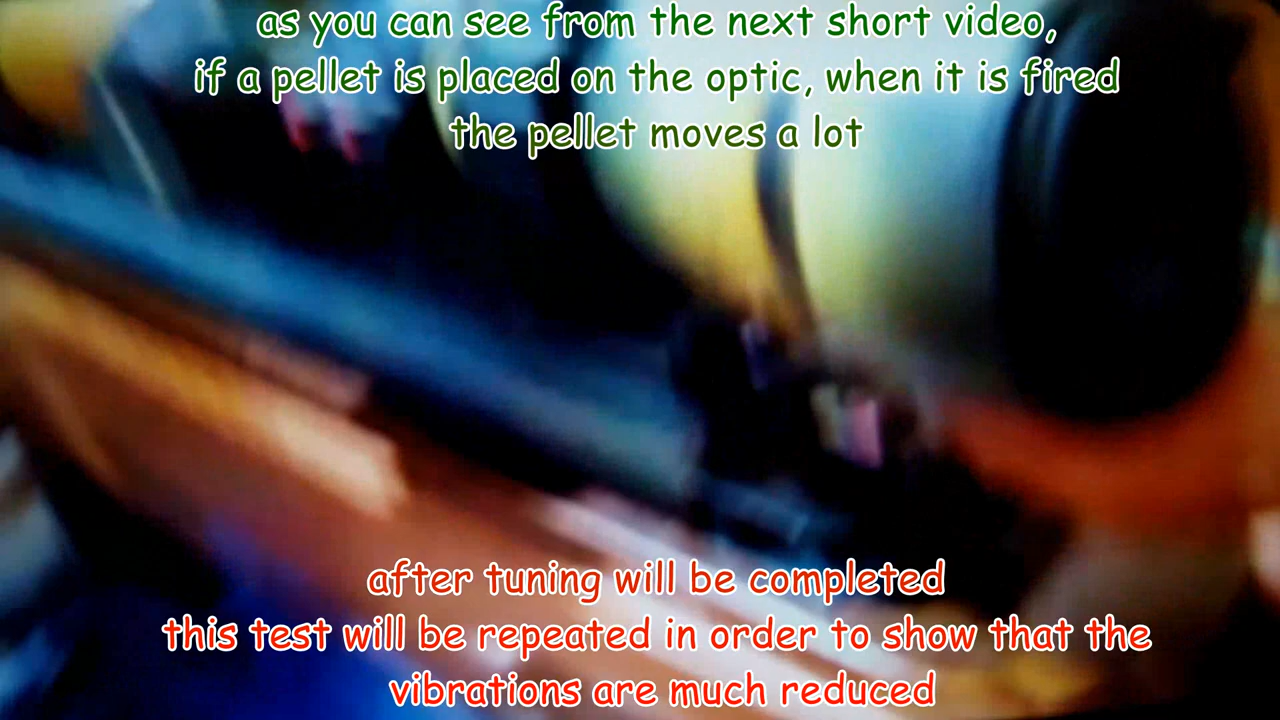 as you can see from the next short video,
if a pellet is placed on the optic, when it is fired
the pellet moves a lot
after tuning will be completed
this test will be repeated in order to show that the
vibrations are much reduced